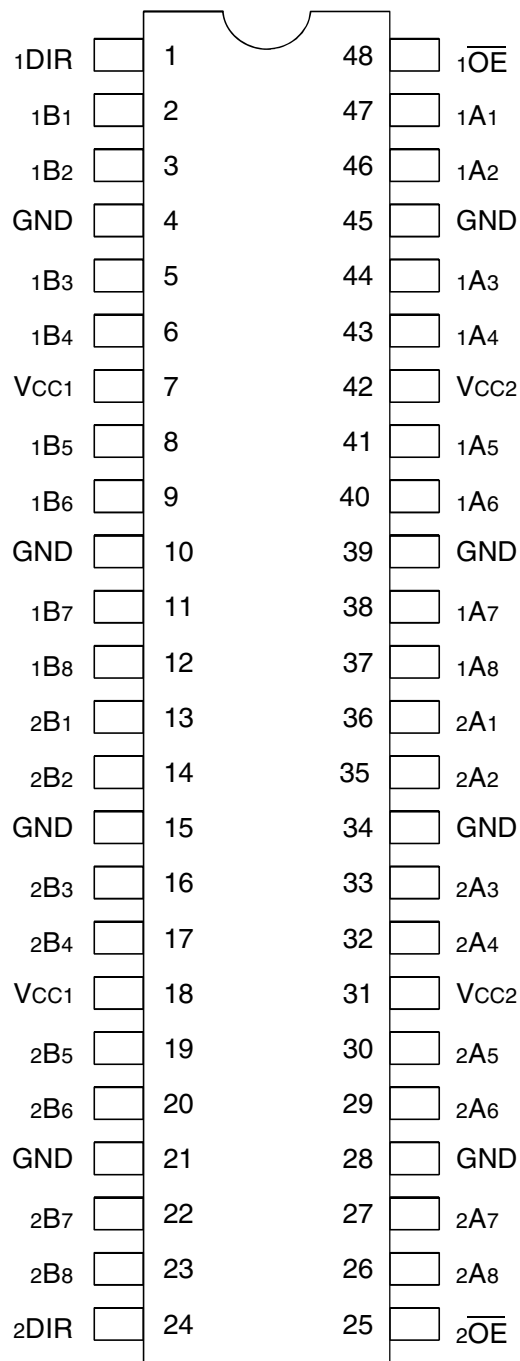 1DIR 1 48 1O̅E̅
1B1 2 47 1A1
1B2 3 46 1A2
GND 4 45 GND
1B3 5 44 1A3
1B4 6 43 1A4
VCC1 7 42 VCC2
1B5 8 41 1A5
1B6 9 40 1A6
GND 10 39 GND
1B7 11 38 1A7
1B8 12 37 1A8
2B1 13 36 2A1
2B2 14 35 2A2
GND 15 34 GND
2B3 16 33 2A3
2B4 17 32 2A4
VCC1 18 31 VCC2
2B5 19 30 2A5
2B6 20 29 2A6
GND 21 28 GND
2B7 22 27 2A7
2B8 23 26 2A8
2DIR 24 25 2O̅E̅